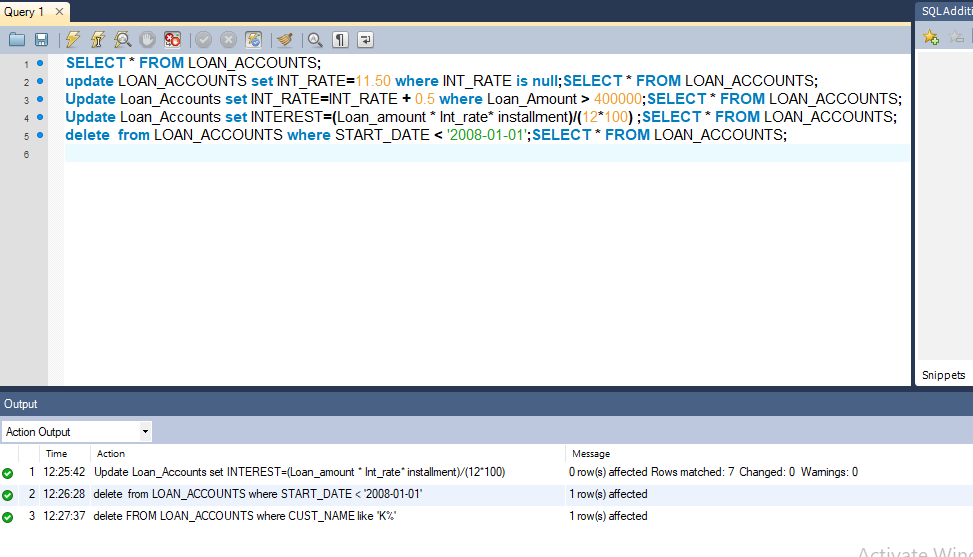 Query 1
SQLAdditi
1 SELECT * FROM LOAN_ACCOUNTS;
2 update LOAN_ACCOUNTS set INT_RATE=11.50 where INT_RATE is null;SELECT * FROM LOAN_ACCOUNTS;
3 Update Loan_Accounts set INT_RATE=INT_RATE + 0.5 where Loan_Amount > 400000;SELECT * FROM LOAN_ACCOUNTS;
4 Update Loan_Accounts set INTEREST=(Loan_amount * Int_rate* installment)/(12*100) ;SELECT * FROM LOAN_ACCOUNTS;
5 delete  from LOAN_ACCOUNTS where START_DATE < '2008-01-01';SELECT * FROM LOAN_ACCOUNTS;
6
Snippets
Output
Action Output
Time Action Message
1 12:25:42 Update Loan_Accounts set INTEREST=(Loan_amount * Int_rate* installment)/(12*100) 0 row(s) affected Rows matched: 7  Changed: 0  Warnings: 0
2 12:26:28 delete  from LOAN_ACCOUNTS where START_DATE < '2008-01-01' 1 row(s) affected
3 12:27:37 delete FROM LOAN_ACCOUNTS where CUST_NAME like 'K%' 1 row(s) affected
Activate Wind